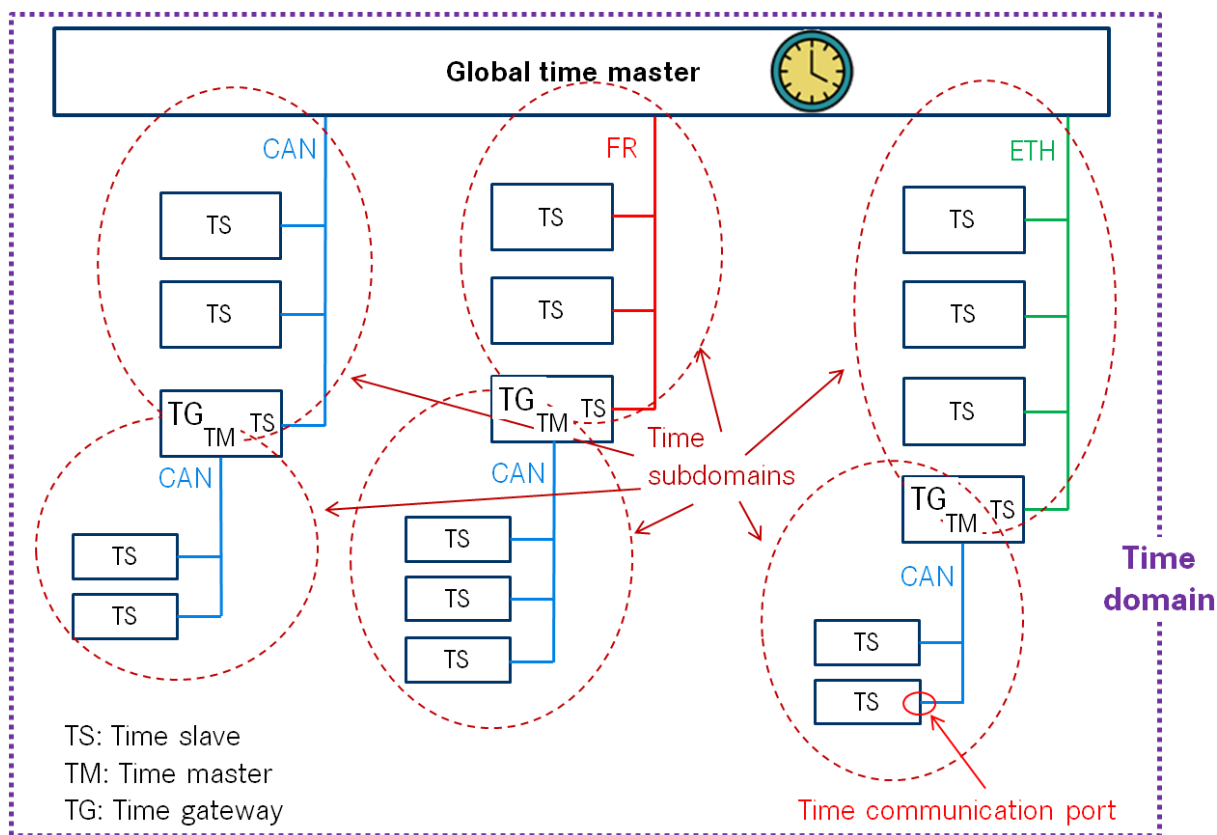 Global time master
CAN
FR
ETH
TS
TS
TS
TS
TS
TS
TS
TG
TM
TS
TG
TM
TS
Time
subdomains
CAN
CAN
TG
TM
TS
TS
TS
TS
TS
TS
CAN
Time
domain
TS
TS
TS: Time slave
TM: Time master
TG: Time gateway
Time communication port